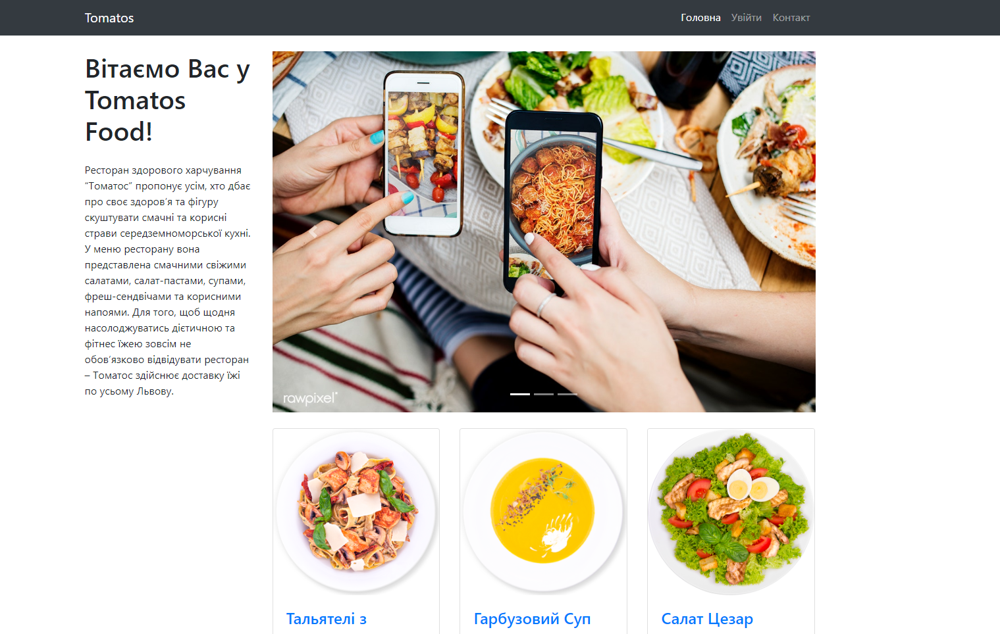 Tomatos
Головна Увійти Контакт
Вітаємо Вас у
Tomatos
Food!
Ресторан здорового харчування
“Томатос” пропонує усім, хто дбає
про своє здоров’я та фігуру
скуштувати смачні та корисні
страви середземноморської кухні.
У меню ресторану вона
представлена смачними свіжими
салатами, салат-пастами, супами,
фреш-сендвічами та корисними
напоями. Для того, щоб щодня
насолоджуватись дієтичною та
фітнес їжею зовсім не
обов’язково відвідувати ресторан
– Томатос здійснює доставку їжі
по усьому Львову.
rawpixel
Тальятелі з
Гарбузовий Суп
Салат Цезар